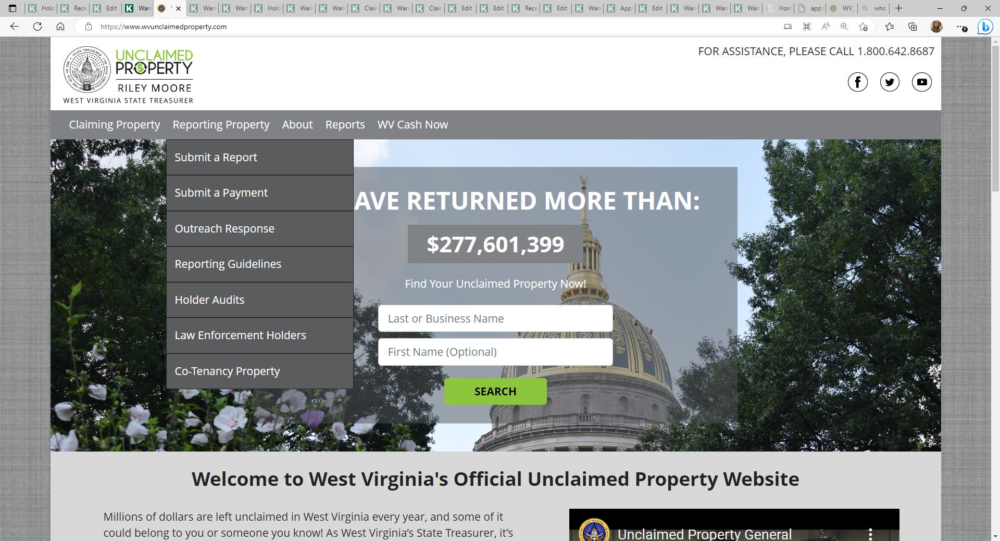 Hold
Rece
Edit
Warr
Warr
Warr
Hold
Warr
Warr
Clair
Warr
Clair
Edit
Edit
Rece
Edit
Warr
Appl
Edit
Warr
Warr
Warr
Hom
apps
WV_
who
https://www.wvunclaimedproperty.com
UNCLAIMED
PROPERTY
RILEY MOORE
WEST VIRGINIA STATE TREASURER
FOR ASSISTANCE, PLEASE CALL 1.800.642.8687
Claiming Property Reporting Property About Reports WV Cash Now
Submit a Report
Submit a Payment
Outreach Response
Reporting Guidelines
Holder Audits
Law Enforcement Holders
Co-Tenancy Property
AVE RETURNED MORE THAN:
$277,601,399
Find Your Unclaimed Property Now!
Last or Business Name
First Name (Optional)
SEARCH
Welcome to West Virginia's Official Unclaimed Property Website
Millions of dollars are left unclaimed in West Virginia every year, and some of it
could belong to you or someone you know! As West Virginia’s State Treasurer, it’s
Unclaimed Property General